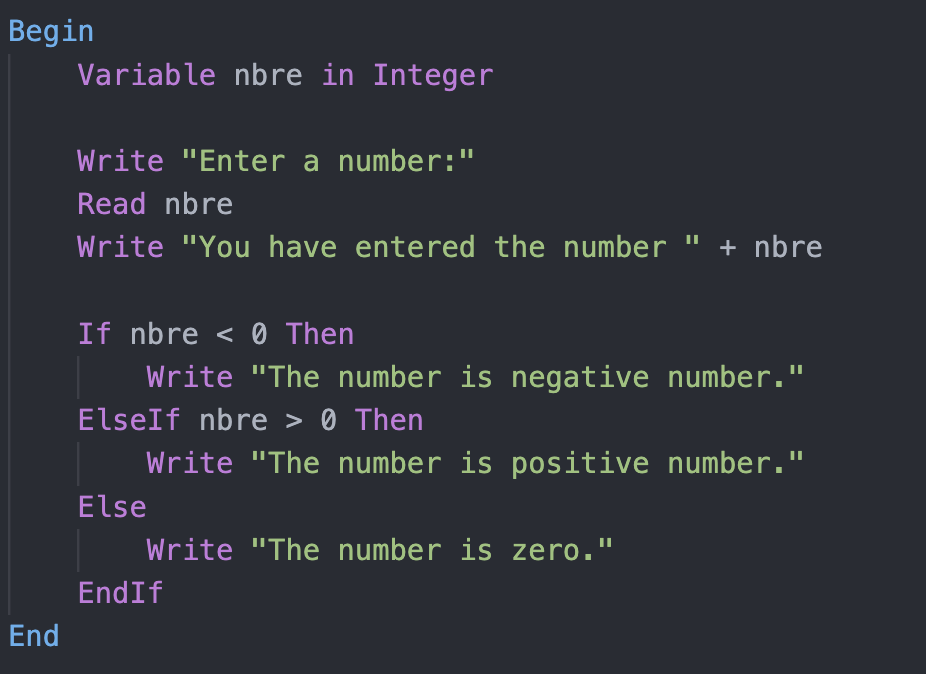 Begin
    Variable nbre in Integer

    Write "Enter a number:"
    Read nbre
    Write "You have entered the number " + nbre

    If nbre < 0 Then
        Write "The number is negative number."
    ElseIf nbre > 0 Then
        Write "The number is positive number."
    Else
        Write "The number is zero."
    EndIf
End